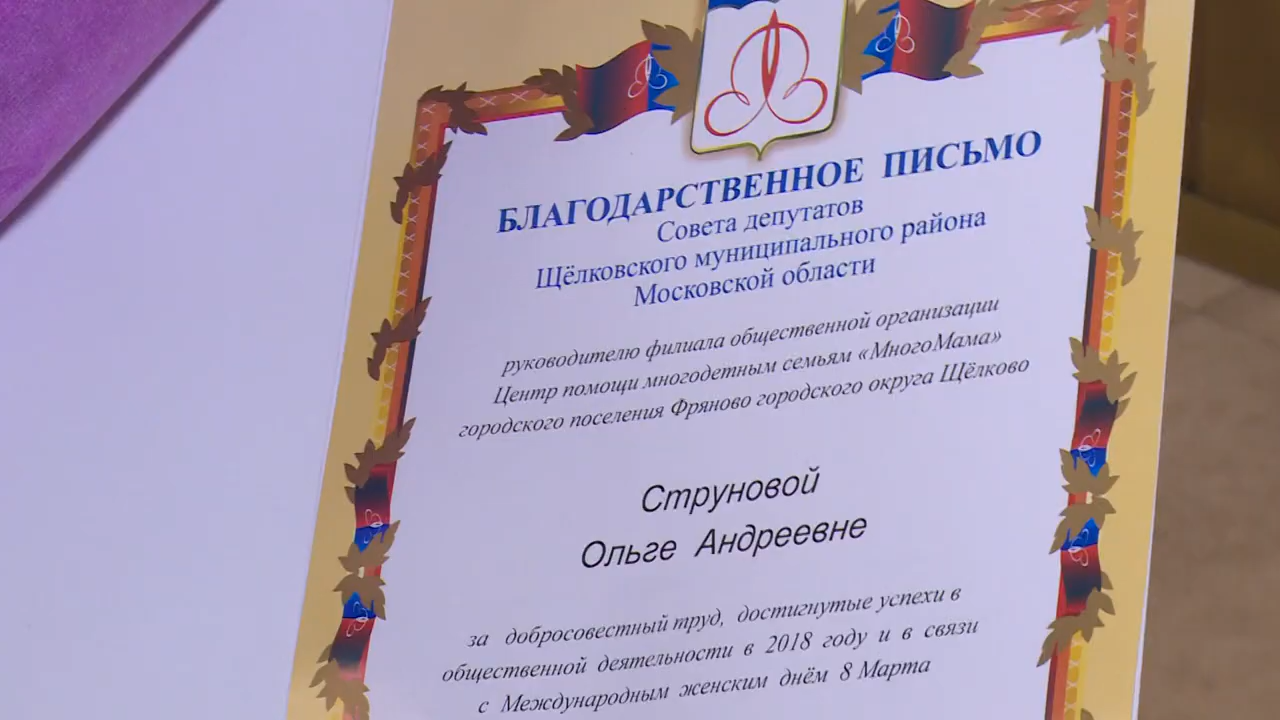 БЛАГОДАРСТВЕННОЕ ПИСЬМО
Совета депутатов
Щёлковского муниципального района
Московской области
руководителю филиала общественной организации
Центр помощи многодетным семьям «МногоМама»
городского поселения Фряново городского округа Щёлково
Струновой
Ольге Андреевне
за добросовестный труд, достигнутые успехи в
общественной деятельности в 2018 году и в связи
с Международным женским днём 8 Марта